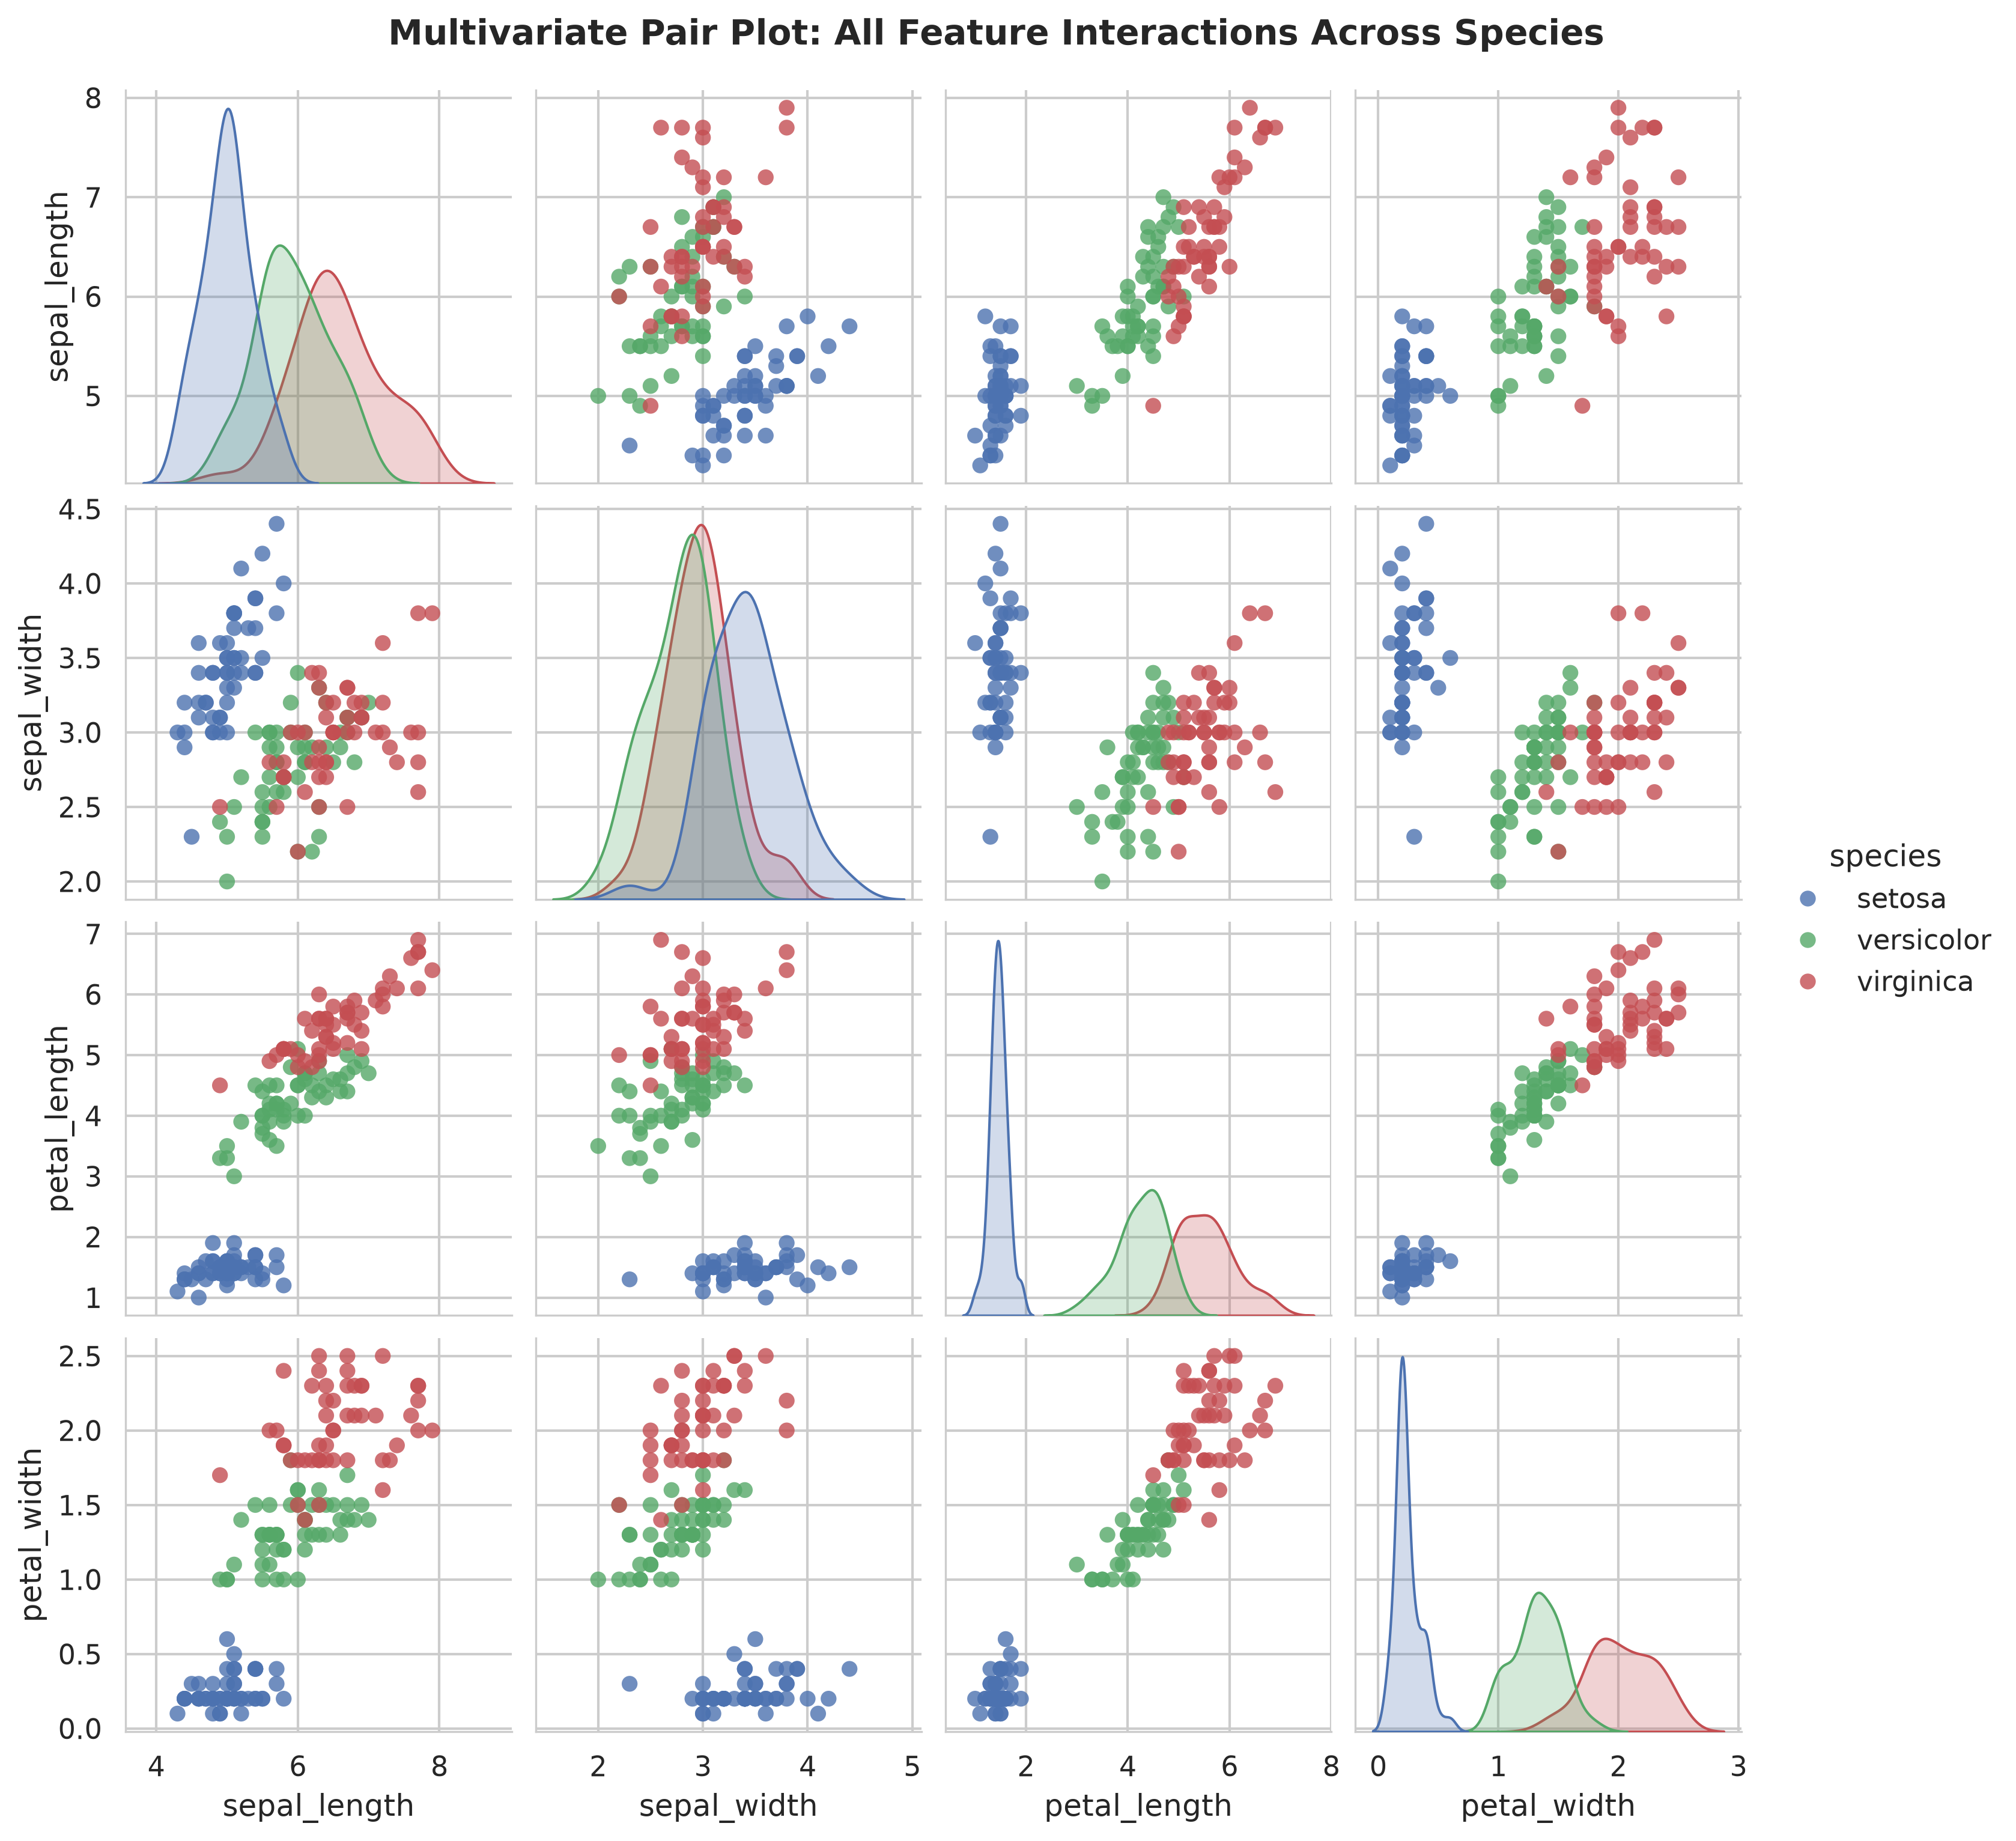 Multivariate Pair Plot: All Feature Interactions Across Species
8
7
6
5
sepal_length
4.5
4.0
3.5
3.0
2.5
2.0
sepal_width
7
6
5
4
3
2
1
petal_length
2.5
2.0
1.5
1.0
0.5
0.0
petal_width
4 6 8
sepal_length
2 3 4 5
sepal_width
2 4 6 8
petal_length
0 1 2 3
petal_width
species
setosa
versicolor
virginica